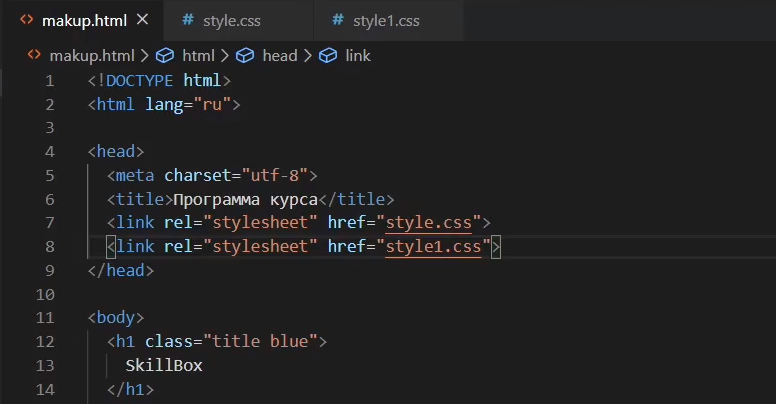 <> makup.html × # style.css # style1.css
<> makup.html > html > head > link
1 <!DOCTYPE html>
2 <html lang="ru">
3
4 <head>
5 <meta charset="utf-8">
6 <title>Программа курса</title>
7 <link rel="stylesheet" href="style.css">
8 <link rel="stylesheet" href="style1.css">
9 </head>
10
11 <body>
12 <h1 class="title blue">
13 SkillBox
14 </h1>